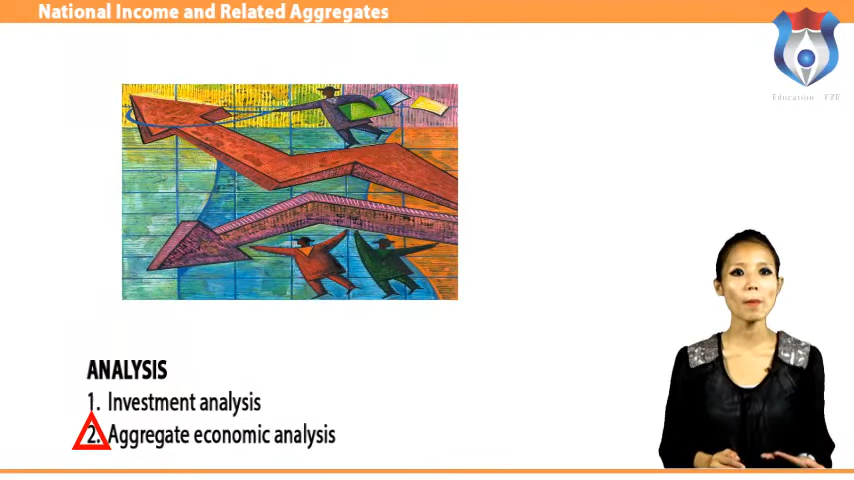 National Income and Related Aggregates
Education FZE
ANALYSIS
1. Investment analysis
2. Aggregate economic analysis